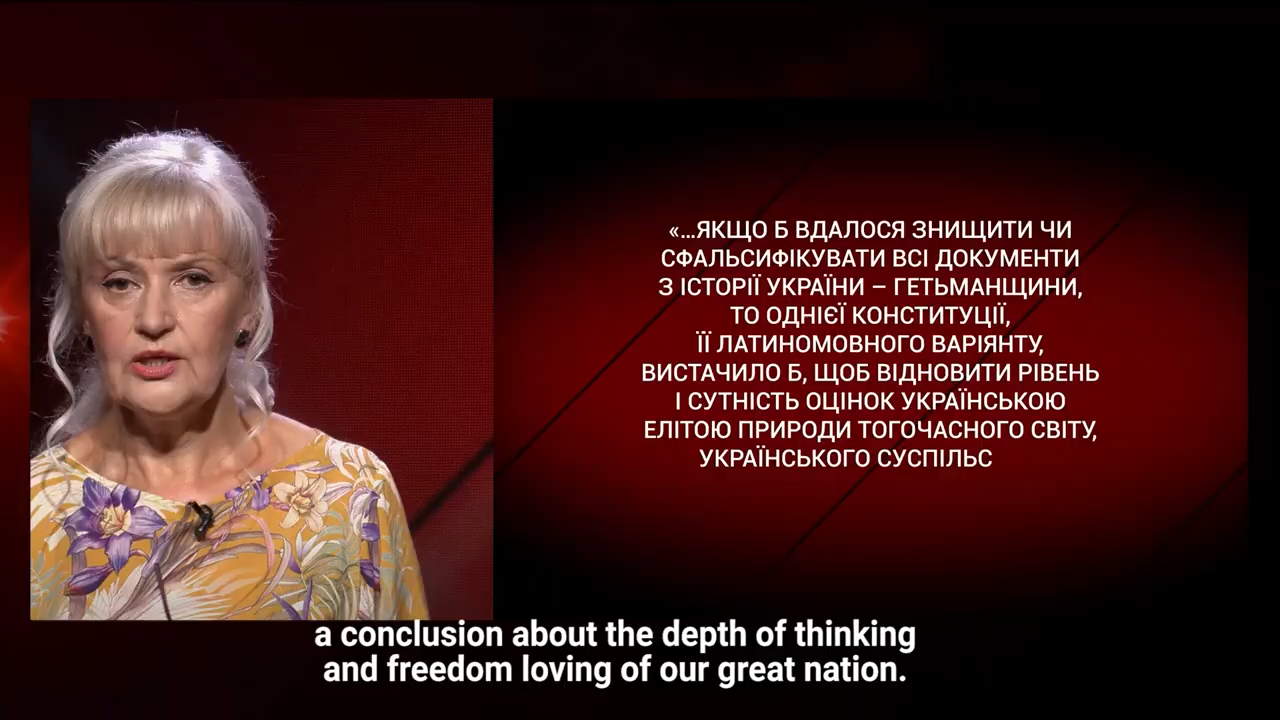 «...ЯКЩО Б ВДАЛОСЯ ЗНИЩИТИ ЧИ
СФАЛЬСИФІКУВАТИ ВСІ ДОКУМЕНТИ
З ІСТОРІЇ УКРАЇНИ – ГЕТЬМАНЩИНИ,
ТО ОДНІЄЇ КОНСТИТУЦІЇ,
ЇЇ ЛАТИНОМОВНОГО ВАРІЯНТУ,
ВИСТАЧИЛО Б, ЩОБ ВІДНОВИТИ РІВЕНЬ
І СУТНІСТЬ ОЦІНОК УКРАЇНСЬКОЮ
ЕЛІТОЮ ПРИРОДИ ТОГОЧАСНОГО СВІТУ,
УКРАЇНСЬКОГО СУСПІЛЬС
a conclusion about the depth of thinking
and freedom loving of our great nation.